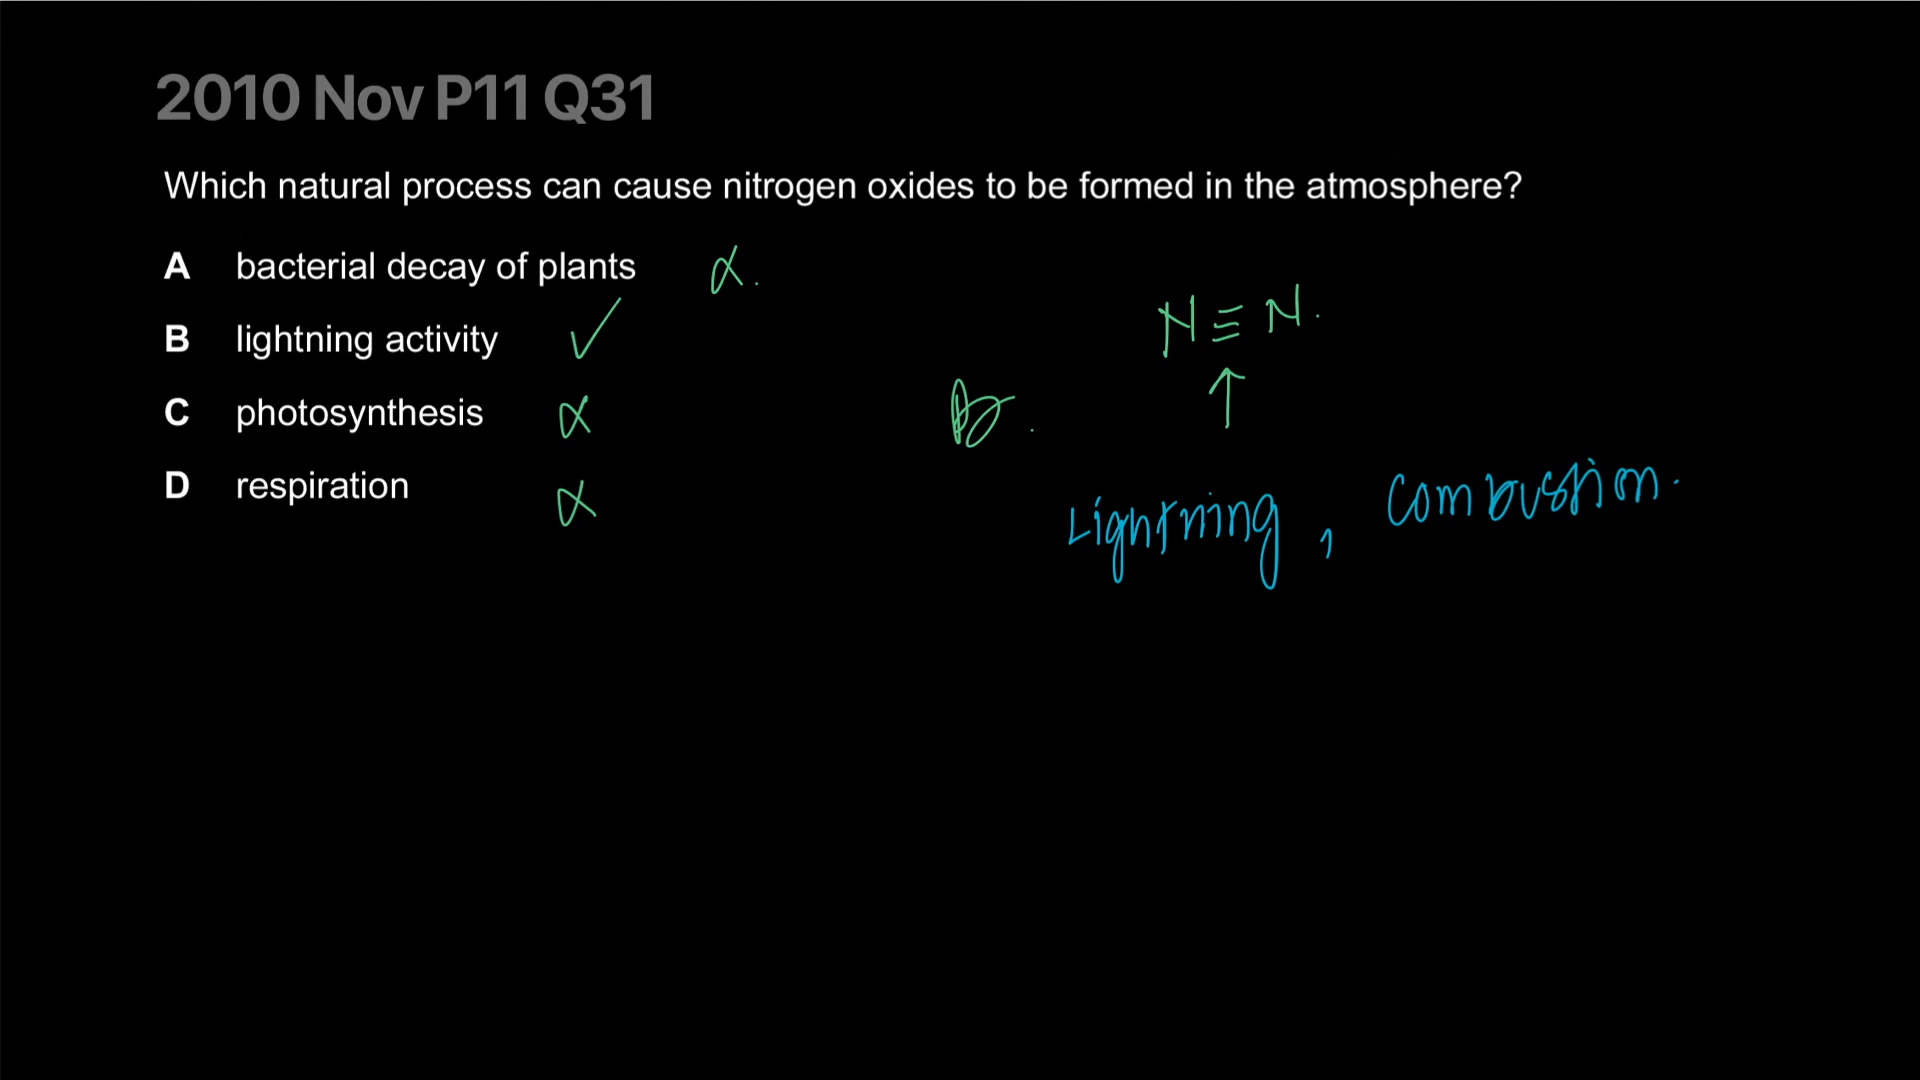 2010 Nov P11 Q31
Which natural process can cause nitrogen oxides to be formed in the atmosphere?
A bacterial decay of plants
B lightning activity ✓
C photosynthesis
D respiration
N≡N.
↑
B.
Lightning, Combustion.